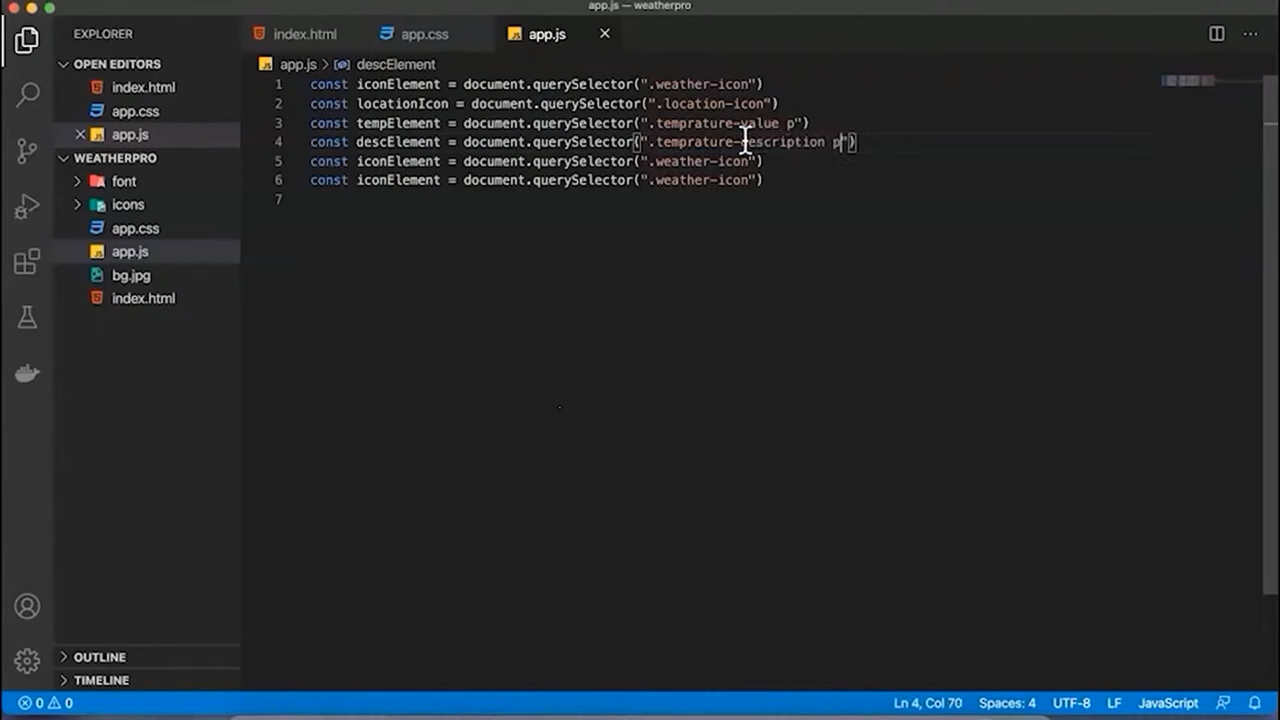 app.js — weatherpro
EXPLORER
index.html
app.css
app.js
OPEN EDITORS
index.html
app.css
app.js
WEATHERPRO
font
icons
app.css
app.js
bg.jpg
index.html
OUTLINE
TIMELINE
app.js > descElement
1 const iconElement = document.querySelector(".weather-icon")
2 const locationIcon = document.querySelector(".location-icon")
3 const tempElement = document.querySelector(".temprature-value p")
4 const descElement = document.querySelector(".temprature-description p")
5 const iconElement = document.querySelector(".weather-icon")
6 const iconElement = document.querySelector(".weather-icon")
7
0 0 Ln 4, Col 70 Spaces: 4 UTF-8 LF JavaScript